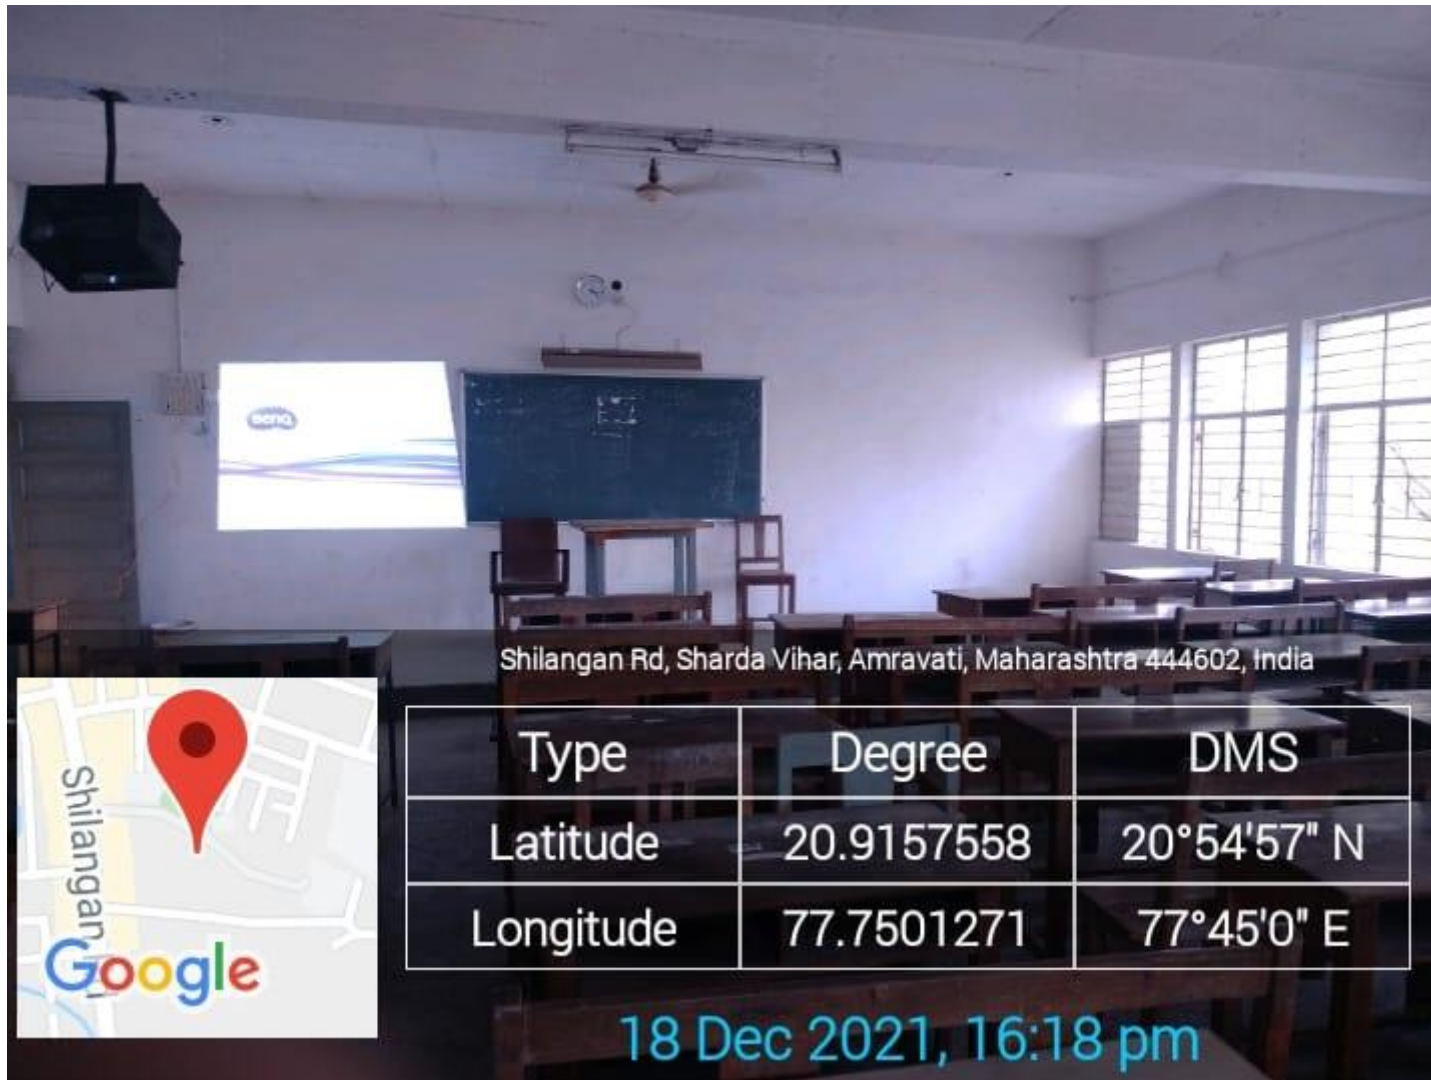 BenQ
Shilangan Rd, Sharda Vihar, Amravati, Maharashtra 444602, India
Type Degree DMS
Latitude 20.9157558 20°54'57" N
Longitude 77.7501271 77°45'0" E
Shilangan
Google
18 Dec 2021, 16:18 pm